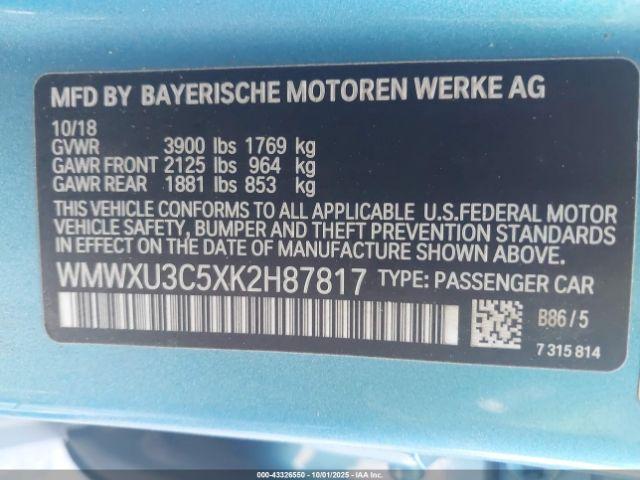 MFD BY BAYERISCHE MOTOREN WERKE AG
10/18
GVWR 3900 lbs 1769 kg
GAWR FRONT 2125 lbs 964 kg
GAWR REAR 1881 lbs 853 kg
THIS VEHICLE CONFORMS TO ALL APPLICABLE U.S.FEDERAL MOTOR
VEHICLE SAFETY, BUMPER AND THEFT PREVENTION STANDARDS
IN EFFECT ON THE DATE OF MANUFACTURE SHOWN ABOVE.
WMWXU3C5XK2H87817 TYPE: PASSENGER CAR
B86/5
7 315 814
000-43326550 - 10/01/2025 - IAAI.com